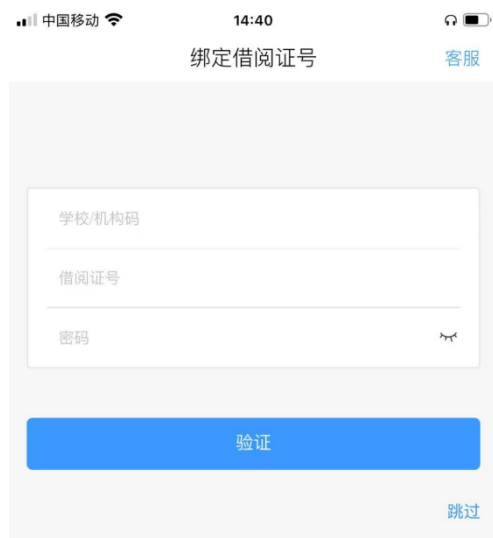 中国移动 14:40
绑定借阅证号 客服
学校/机构码
借阅证号
密码
验证
跳过